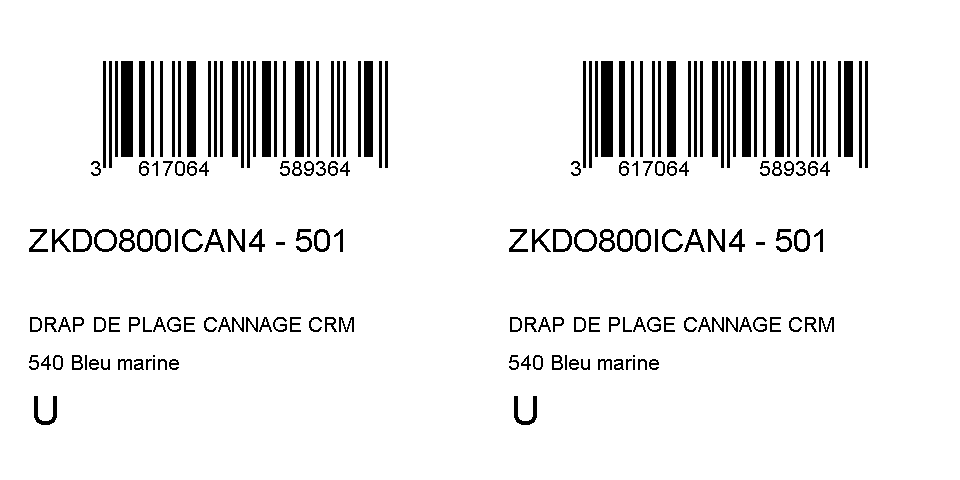 3 617064 589364
ZKDO800ICAN4 - 501
DRAP DE PLAGE CANNAGE CRM
540 Bleu marine
U
3 617064 589364
ZKDO800ICAN4 - 501
DRAP DE PLAGE CANNAGE CRM
540 Bleu marine
U